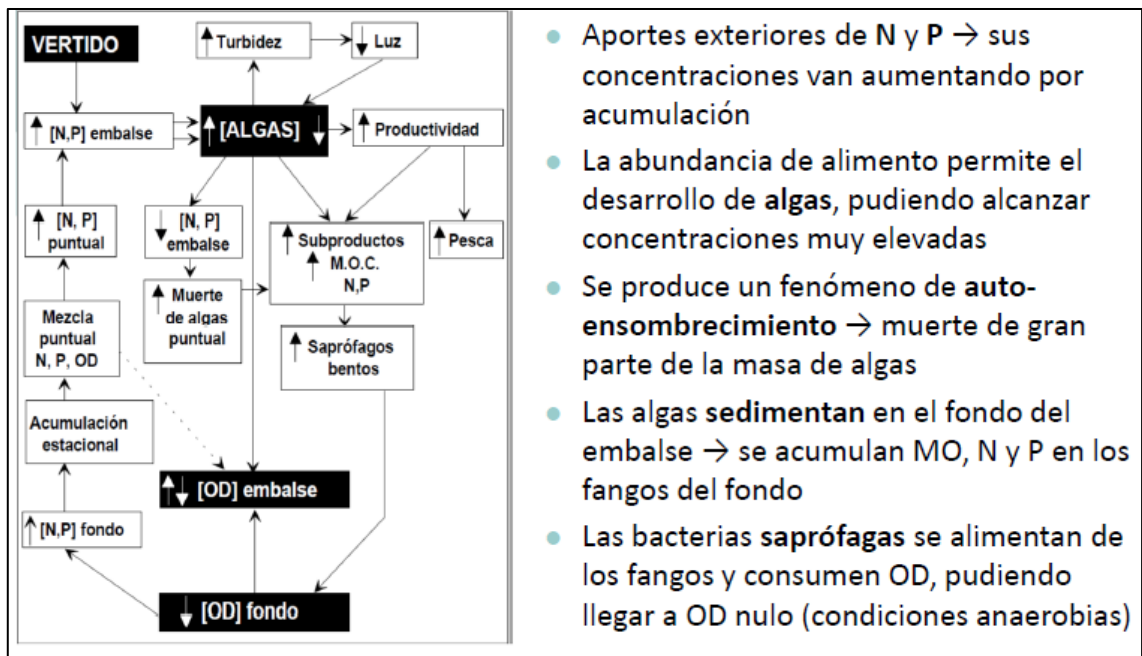 VERTIDO
↑ Turbidez
↓ Luz
↑ [N,P] embalse
↑ [ALGAS] ↓
↑ Productividad
↑ [N, P]
puntual
↓ [N, P]
embalse
↑ Subproductos
↑ M.O.C.
N,P
↑ Pesca
Mezcla
puntual
N, P, OD
↑ Muerte
de algas
puntual
↑ Saprófagos
bentos
Acumulación
estacional
↑↓ [OD] embalse
↑ [N,P] fondo
↓ [OD] fondo
• Aportes exteriores de N y P → sus
concentraciones van aumentando por
acumulación
• La abundancia de alimento permite el
desarrollo de algas, pudiendo alcanzar
concentraciones muy elevadas
• Se produce un fenómeno de auto-
ensombrecimiento → muerte de gran
parte de la masa de algas
• Las algas sedimentan en el fondo del
embalse → se acumulan MO, N y P en los
fangos del fondo
• Las bacterias saprófagas se alimentan de
los fangos y consumen OD, pudiendo
llegar a OD nulo (condiciones anaerobias)